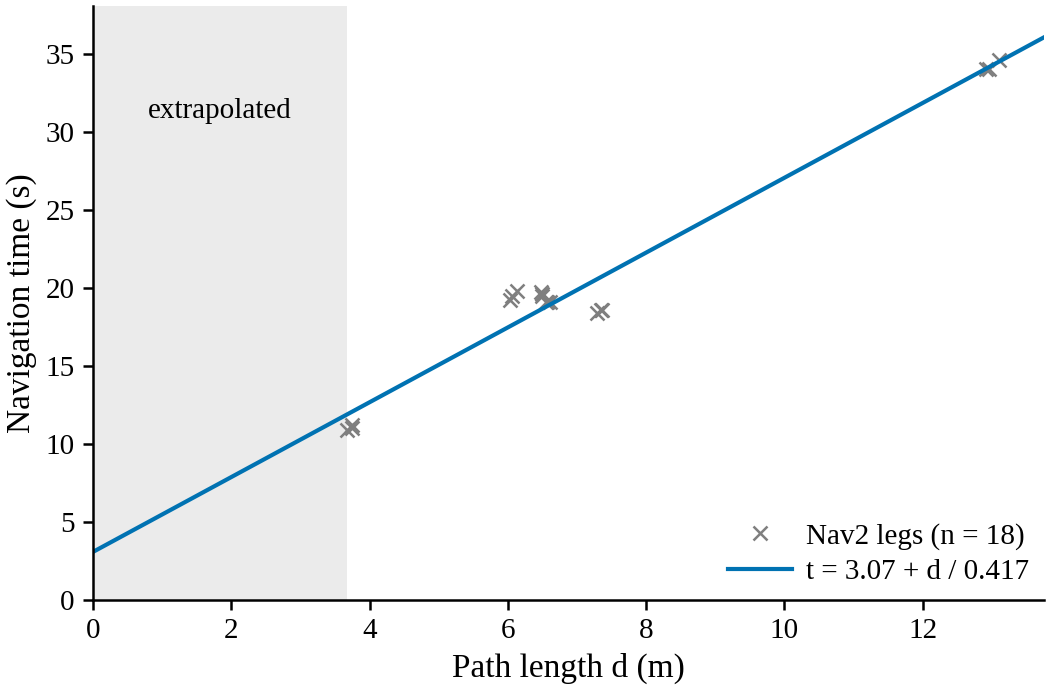 35
30
25
20
15
10
5
0
Navigation time (s)
extrapolated
Nav2 legs (n = 18)
t = 3.07 + d / 0.417
0 2 4 6 8 10 12
Path length d (m)